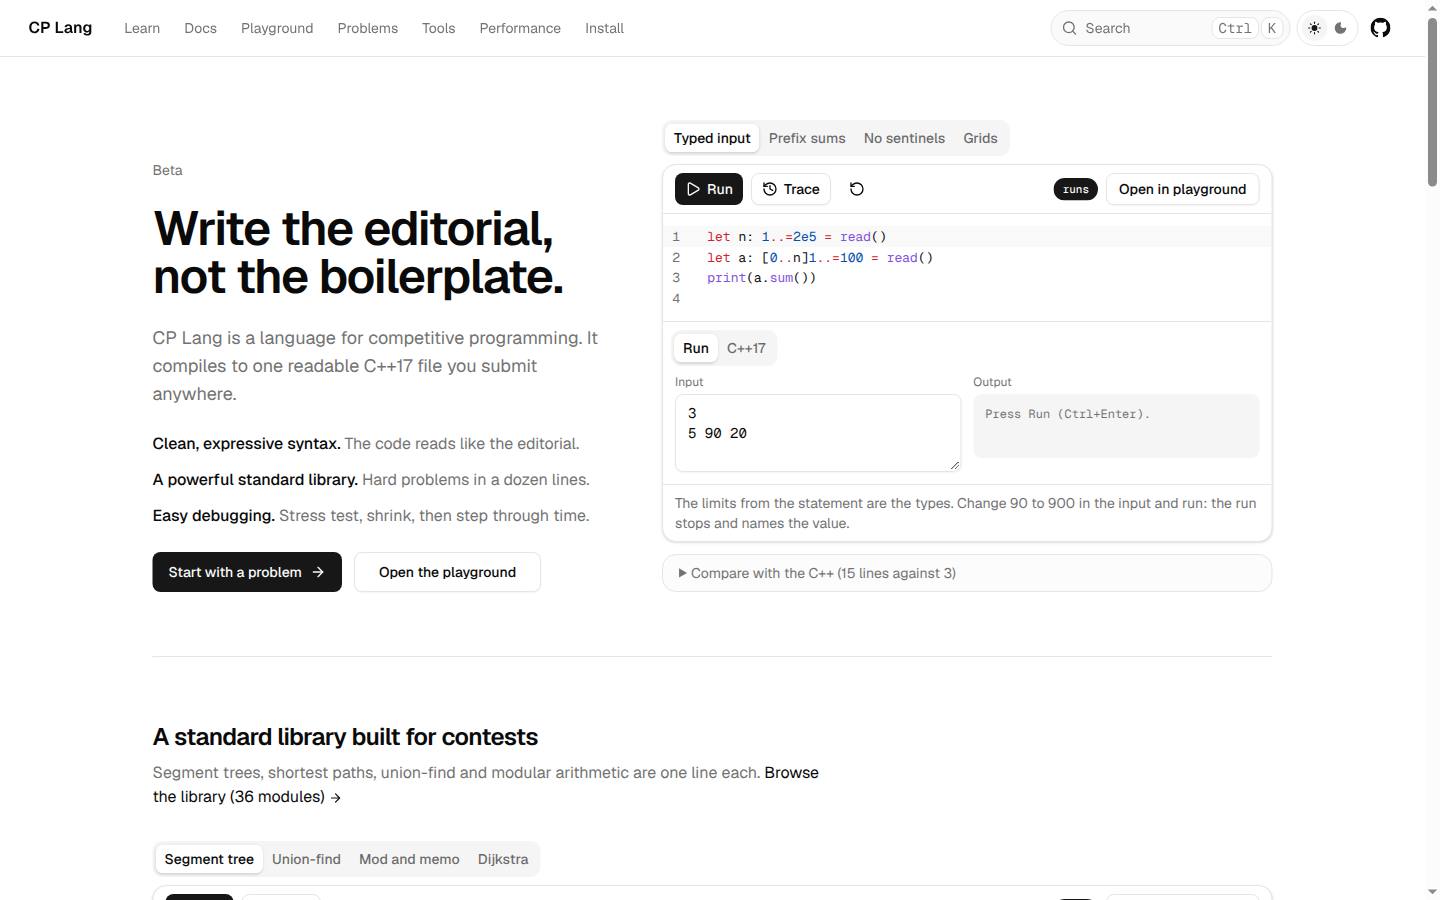 CP Lang
Learn
Docs
Playground
Problems
Tools
Performance
Install
Search
Ctrl
K
Beta
Write the editorial,
not the boilerplate.
CP Lang is a language for competitive programming. It
compiles to one readable C++17 file you submit
anywhere.
Clean, expressive syntax. The code reads like the editorial.
A powerful standard library. Hard problems in a dozen lines.
Easy debugging. Stress test, shrink, then step through time.
Start with a problem →
Open the playground
Typed input
Prefix sums
No sentinels
Grids
Run
Trace
runs
Open in playground
1 let n: 1..=2e5 = read()
2 let a: [0..n]1..=100 = read()
3 print(a.sum())
4
Run
C++17
Input
Output
3
5 90 20
Press Run (Ctrl+Enter).
The limits from the statement are the types. Change 90 to 900 in the input and run: the run
stops and names the value.
Compare with the C++ (15 lines against 3)
A standard library built for contests
Segment trees, shortest paths, union-find and modular arithmetic are one line each. Browse
the library (36 modules) →
Segment tree
Union-find
Mod and memo
Dijkstra